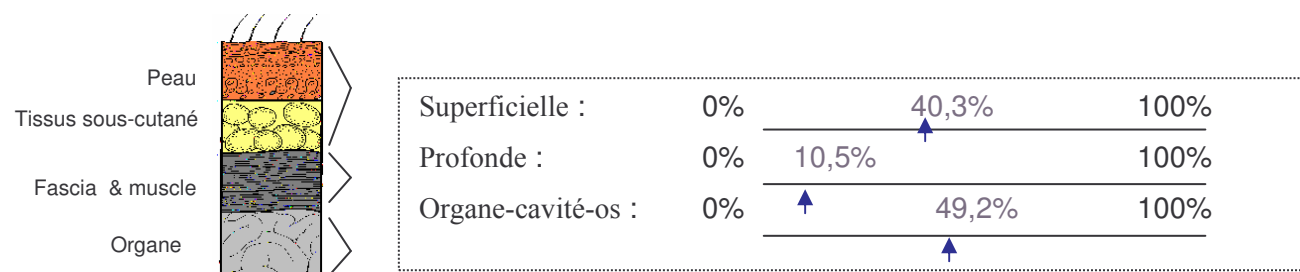 Peau
Tissus sous-cutané
Fascia & muscle
Organe
Superficielle : 0% 40,3% 100%
Profonde : 0% 10,5% 100%
Organe-cavité-os : 0% 49,2% 100%